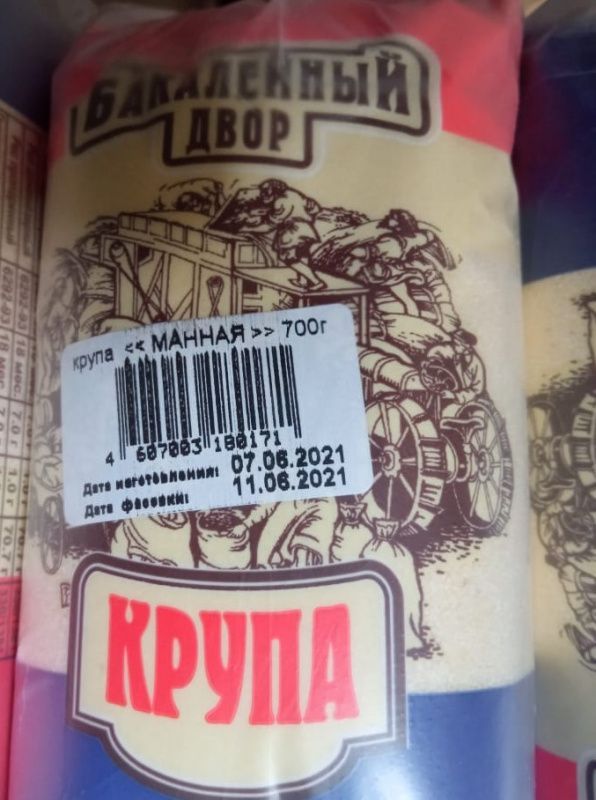 БАКАЛЕЙНЫЙ
ДВОР
крупа << МАННАЯ >> 700г
4 607003 180171
Дата изготовления: 07.06.2021
Дата фасовки: 11.06.2021
КРУПА